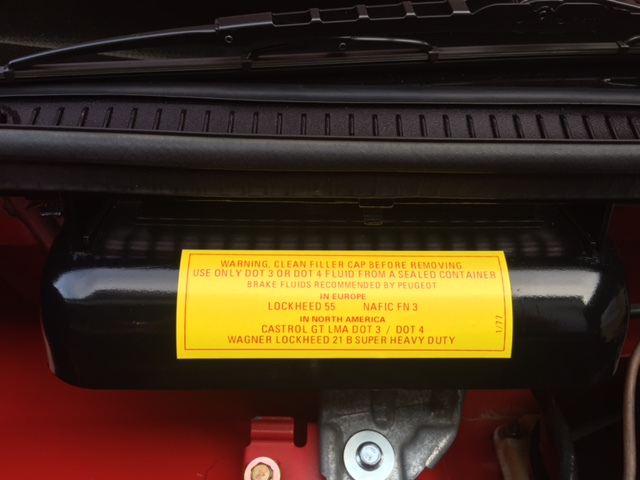 WARNING, CLEAN FILLER CAP BEFORE REMOVING
USE ONLY DOT 3 OR DOT 4 FLUID FROM A SEALED CONTAINER
BRAKE FLUIDS RECOMMENDED BY PEUGEOT
IN EUROPE
LOCKHEED 55 NAFIC FN 3
IN NORTH AMERICA
CASTROL GT LMA DOT 3 / DOT 4
WAGNER LOCKHEED 21 B SUPER HEAVY DUTY
1/77